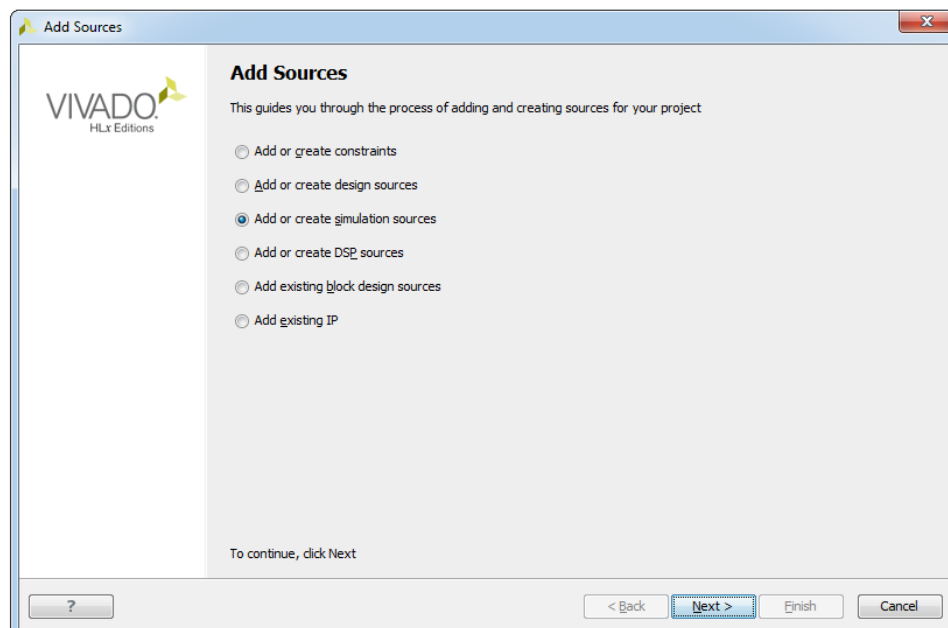 Add Sources
VIVADO.
HLx Editions
Add Sources
This guides you through the process of adding and creating sources for your project
Add or create constraints
Add or create design sources
Add or create simulation sources
Add or create DSP sources
Add existing block design sources
Add existing IP
To continue, click Next
?
< Back
Next >
Finish
Cancel